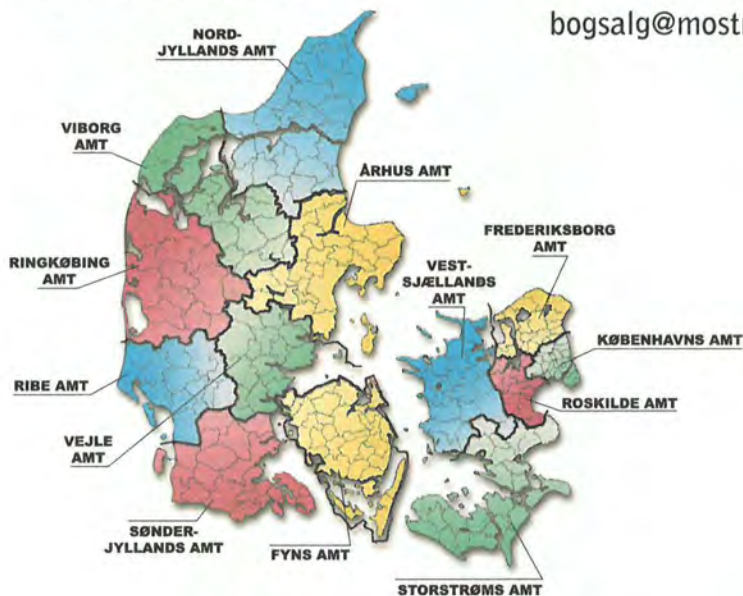 bogsalg@mostr
NORD-
JYLLANDS AMT
VIBORG
AMT
ÅRHUS AMT
FREDERIKSBORG
AMT
RINGKØBING
AMT
VEST-
SJÆLLANDS
AMT
KØBENHAVNS AMT
RIBE AMT
ROSKILDE AMT
VEJLE
AMT
SØNDER-
JYLLANDS AMT
FYNS AMT
STORSTRØMS AMT